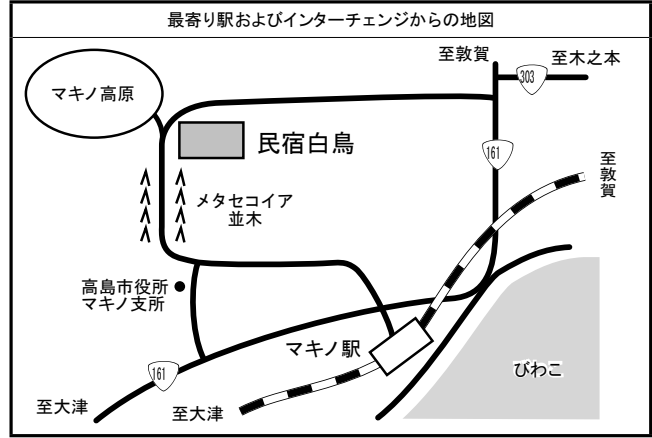 最寄り駅およびインターチェンジからの地図
至敦賀
至木之本
303
マキノ高原
民宿白鳥
161
至敦賀
メタセコイア
並木
高島市役所
マキノ支所
マキノ駅
びわこ
161
至大津
至大津